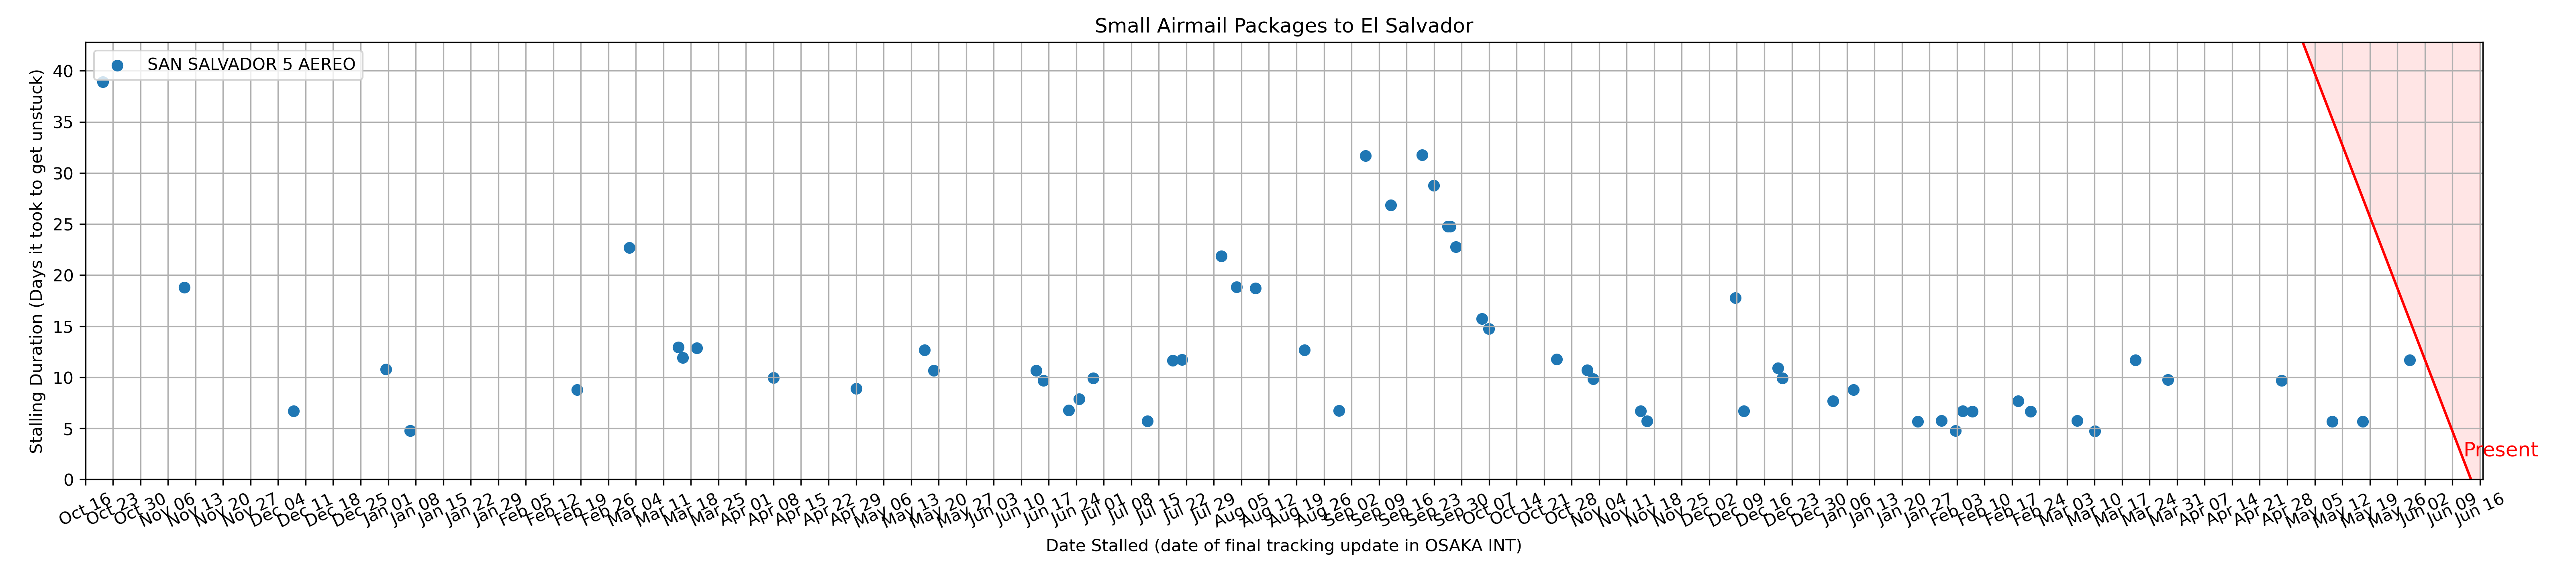 Small Airmail Packages to El Salvador
SAN SALVADOR 5 AEREO
Stalling Duration (Days it took to get unstuck)
40
35
30
25
20
15
10
5
0
Present
Oct 16
Oct 23
Oct 30
Nov 06
Nov 13
Nov 20
Nov 27
Dec 04
Dec 11
Dec 18
Dec 25
Jan 01
Jan 08
Jan 15
Jan 22
Jan 29
Feb 05
Feb 12
Feb 19
Feb 26
Mar 04
Mar 11
Mar 18
Mar 25
Apr 01
Apr 08
Apr 15
Apr 22
Apr 29
May 06
May 13
May 20
May 27
Jun 03
Jun 10
Jun 17
Jun 24
Jul 01
Jul 08
Jul 15
Jul 22
Jul 29
Aug 05
Aug 12
Aug 19
Aug 26
Sep 02
Sep 09
Sep 16
Sep 23
Sep 30
Oct 07
Oct 14
Oct 21
Oct 28
Nov 04
Nov 11
Nov 18
Nov 25
Dec 02
Dec 09
Dec 16
Dec 23
Dec 30
Jan 06
Jan 13
Jan 20
Jan 27
Feb 03
Feb 10
Feb 17
Feb 24
Mar 03
Mar 10
Mar 17
Mar 24
Mar 31
Apr 07
Apr 14
Apr 21
Apr 28
May 05
May 12
May 19
May 26
Jun 02
Jun 09
Jun 16
Date Stalled (date of final tracking update in OSAKA INT)